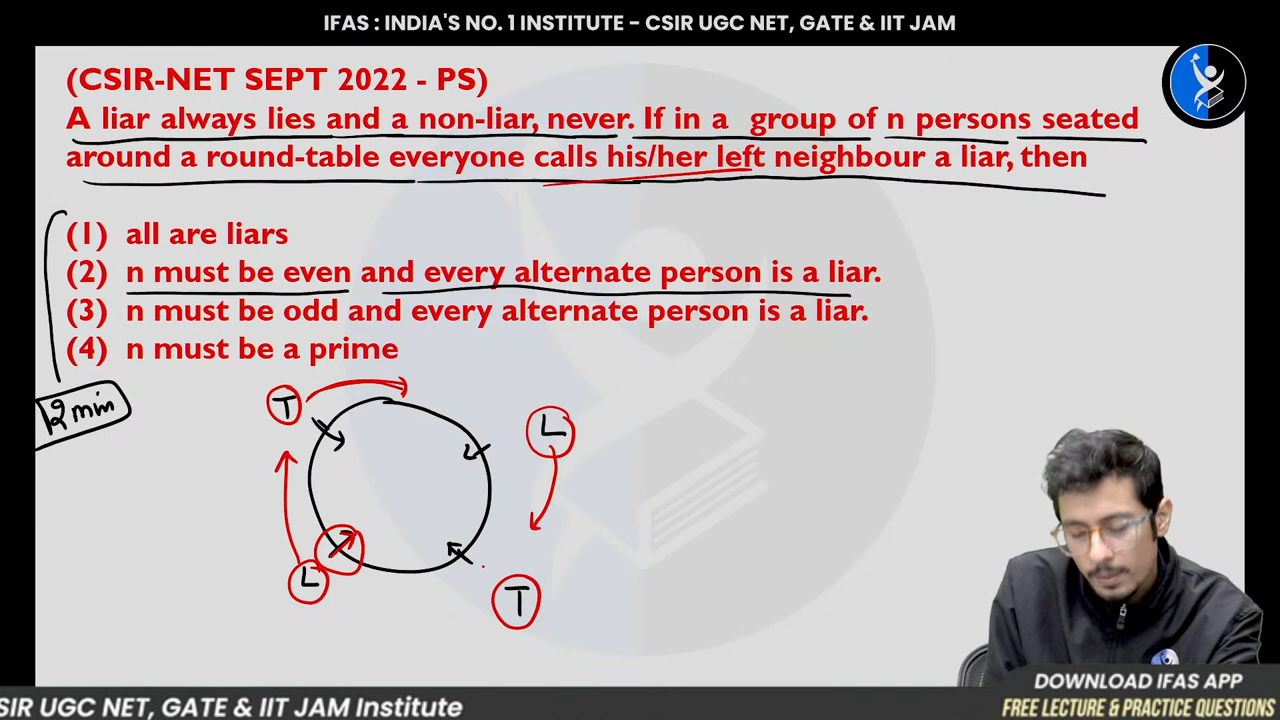 IFAS : INDIA'S NO. 1 INSTITUTE – CSIR UGC NET, GATE & IIT JAM
(CSIR-NET SEPT 2022 - PS)
A liar always lies and a non-liar, never. If in a group of n persons seated
around a round-table everyone calls his/her left neighbour a liar, then
(1) all are liars
(2) n must be even and every alternate person is a liar.
(3) n must be odd and every alternate person is a liar.
(4) n must be a prime
2 min
T
L
L
T
DOWNLOAD IFAS APP
CSIR UGC NET, GATE & IIT JAM Institute
FREE LECTURE & PRACTICE QUESTIONS